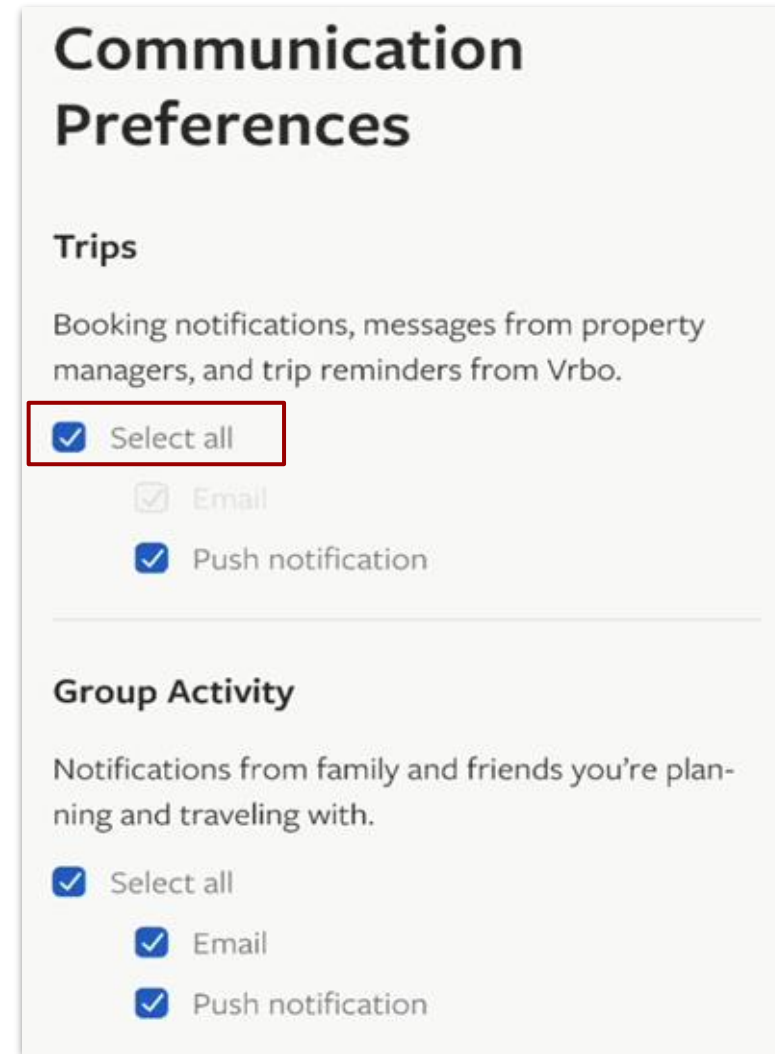 Communication
Preferences
Trips
Booking notifications, messages from property
managers, and trip reminders from Vrbo.
Select all
Email
Push notification
Group Activity
Notifications from family and friends you’re plan-
ning and traveling with.
Select all
Email
Push notification